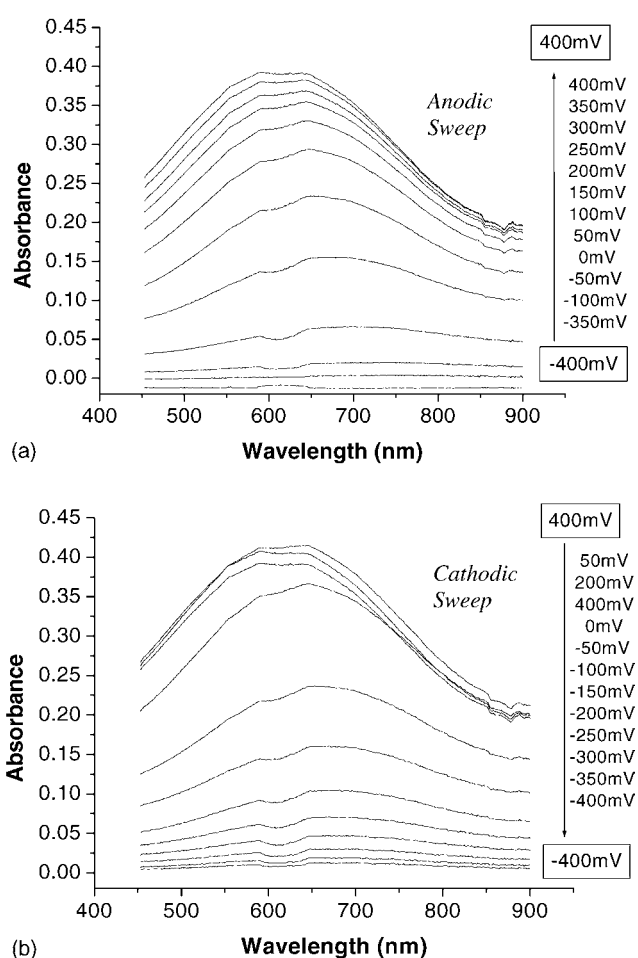 400mV
0.45
0.40
0.35
0.30
0.25
0.20
0.15
0.10
0.05
0.00
Absorbance
Anodic
Sweep
400mV
350mV
300mV
250mV
200mV
150mV
100mV
50mV
0mV
-50mV
-100mV
-350mV
-400mV
400 500 600 700 800 900
Wavelength (nm)
(a)
400mV
0.45
0.40
0.35
0.30
0.25
0.20
0.15
0.10
0.05
0.00
Absorbance
Cathodic
Sweep
50mV
200mV
400mV
0mV
-50mV
-100mV
-150mV
-200mV
-250mV
-300mV
-350mV
-400mV
-400mV
400 500 600 700 800 900
Wavelength (nm)
(b)